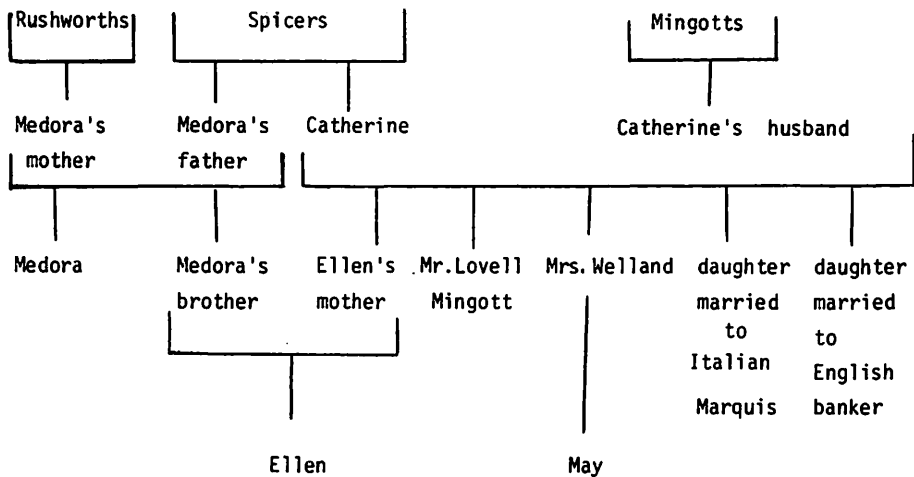 Rushworths Spicers Mingotts
Medora's Medora's Catherine Catherine's husband
mother father
Medora Medora's Ellen's Mr.Lovell Mrs.Welland daughter daughter
brother mother Mingott married married
to to
Italian English
Marquis banker
Ellen May